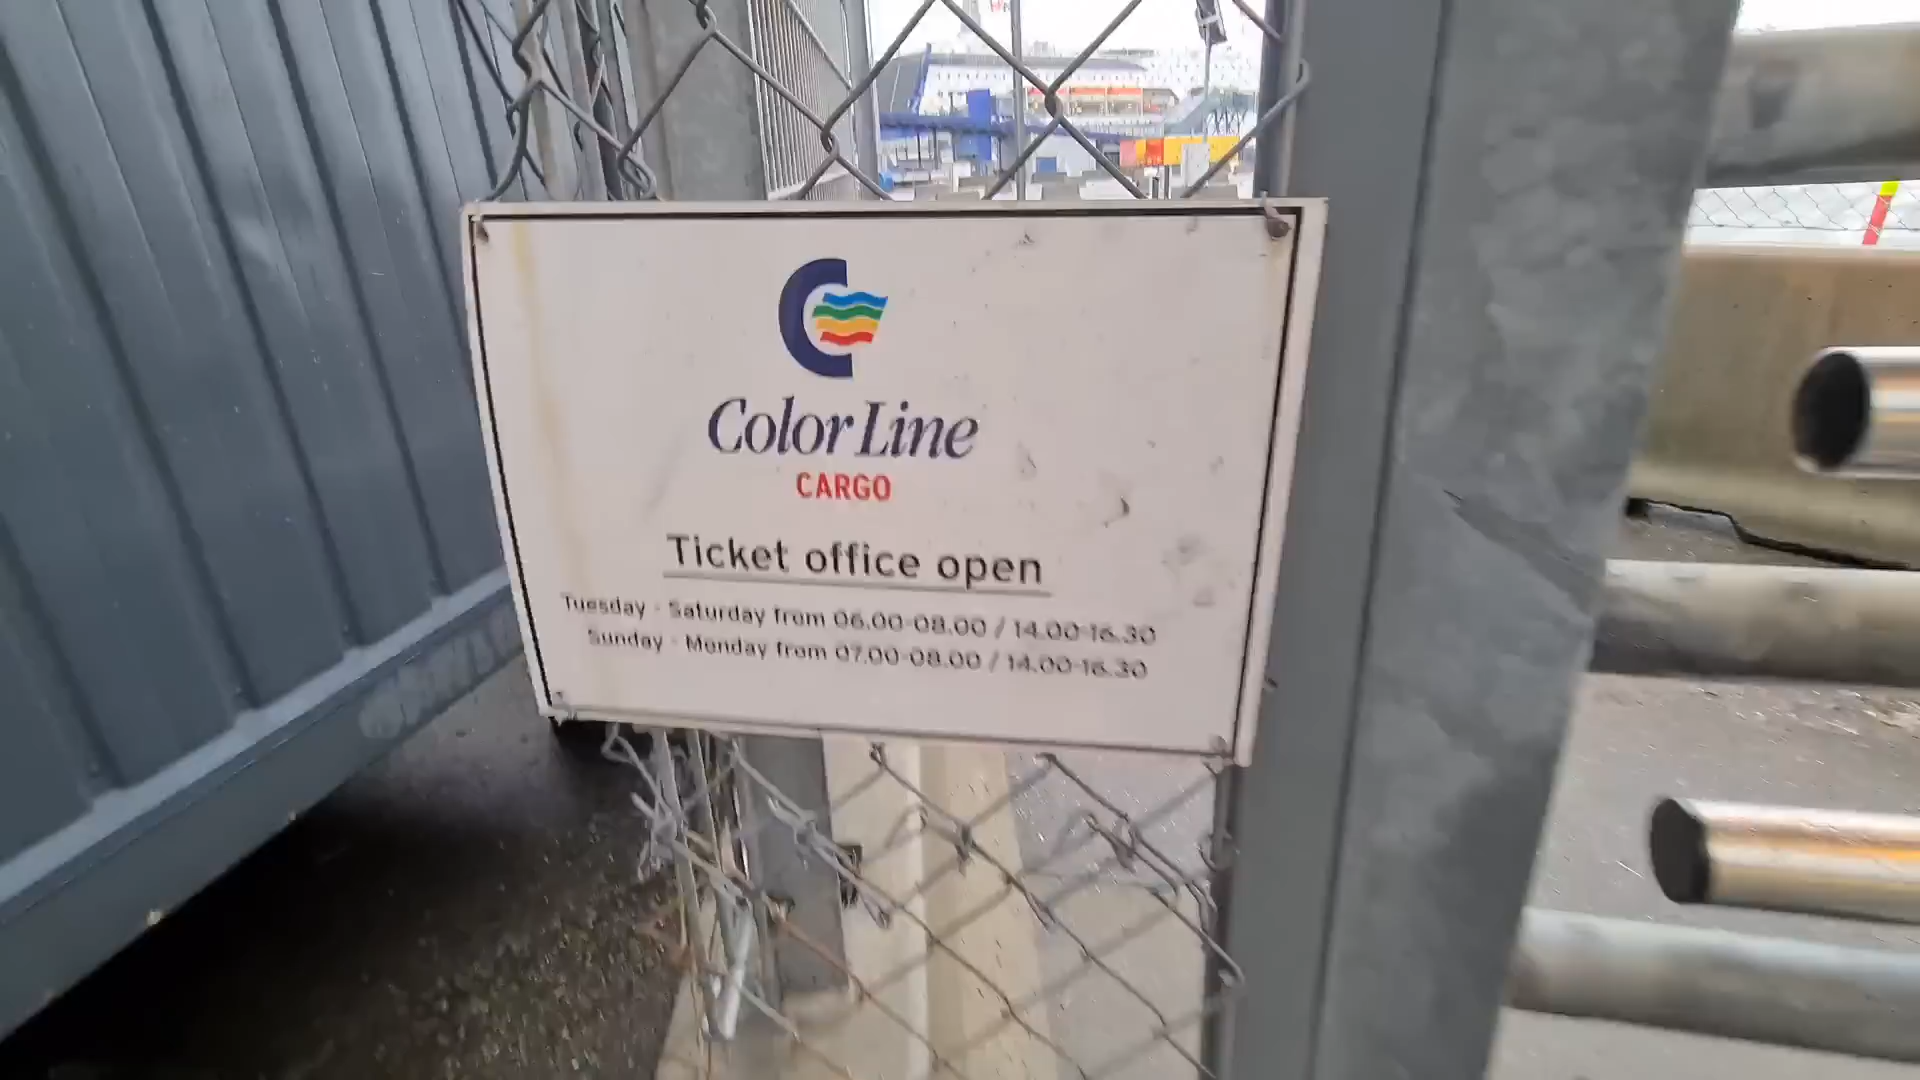 Color Line
CARGO
Ticket office open
Tuesday - Saturday from 06.00-08.00 / 14.00-16.30
Sunday - Monday from 07.00-08.00 / 14.00-16.30